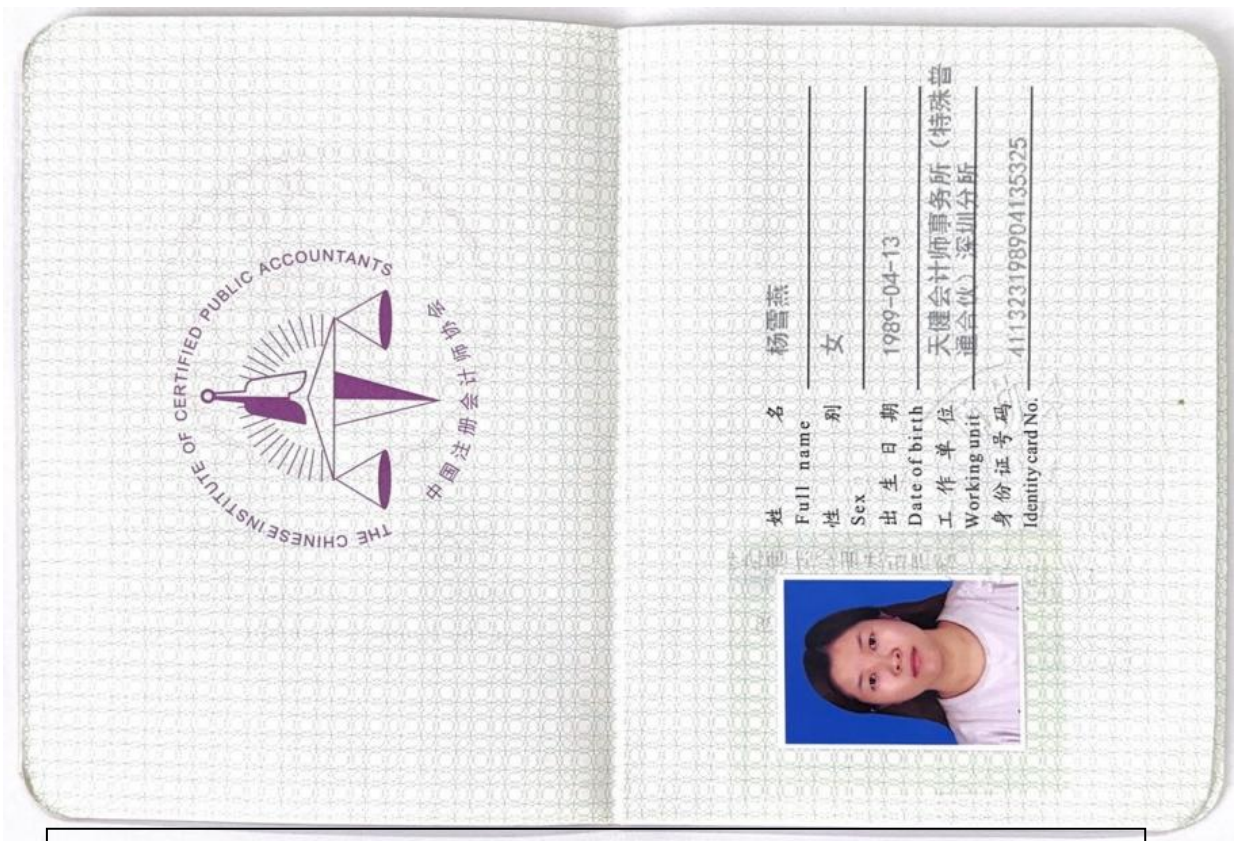 THE CHINESE INSTITUTE OF CERTIFIED PUBLIC ACCOUNTANTS
中国注册会计师协会
姓 名 杨雪燕
Full name
性 别 女
Sex
出生日期 1989-04-13
Date of birth
工作单位 天健会计师事务所（特殊普
Working unit 通合伙）深圳分所
身份证号码 411323198904135325
Identity card No.